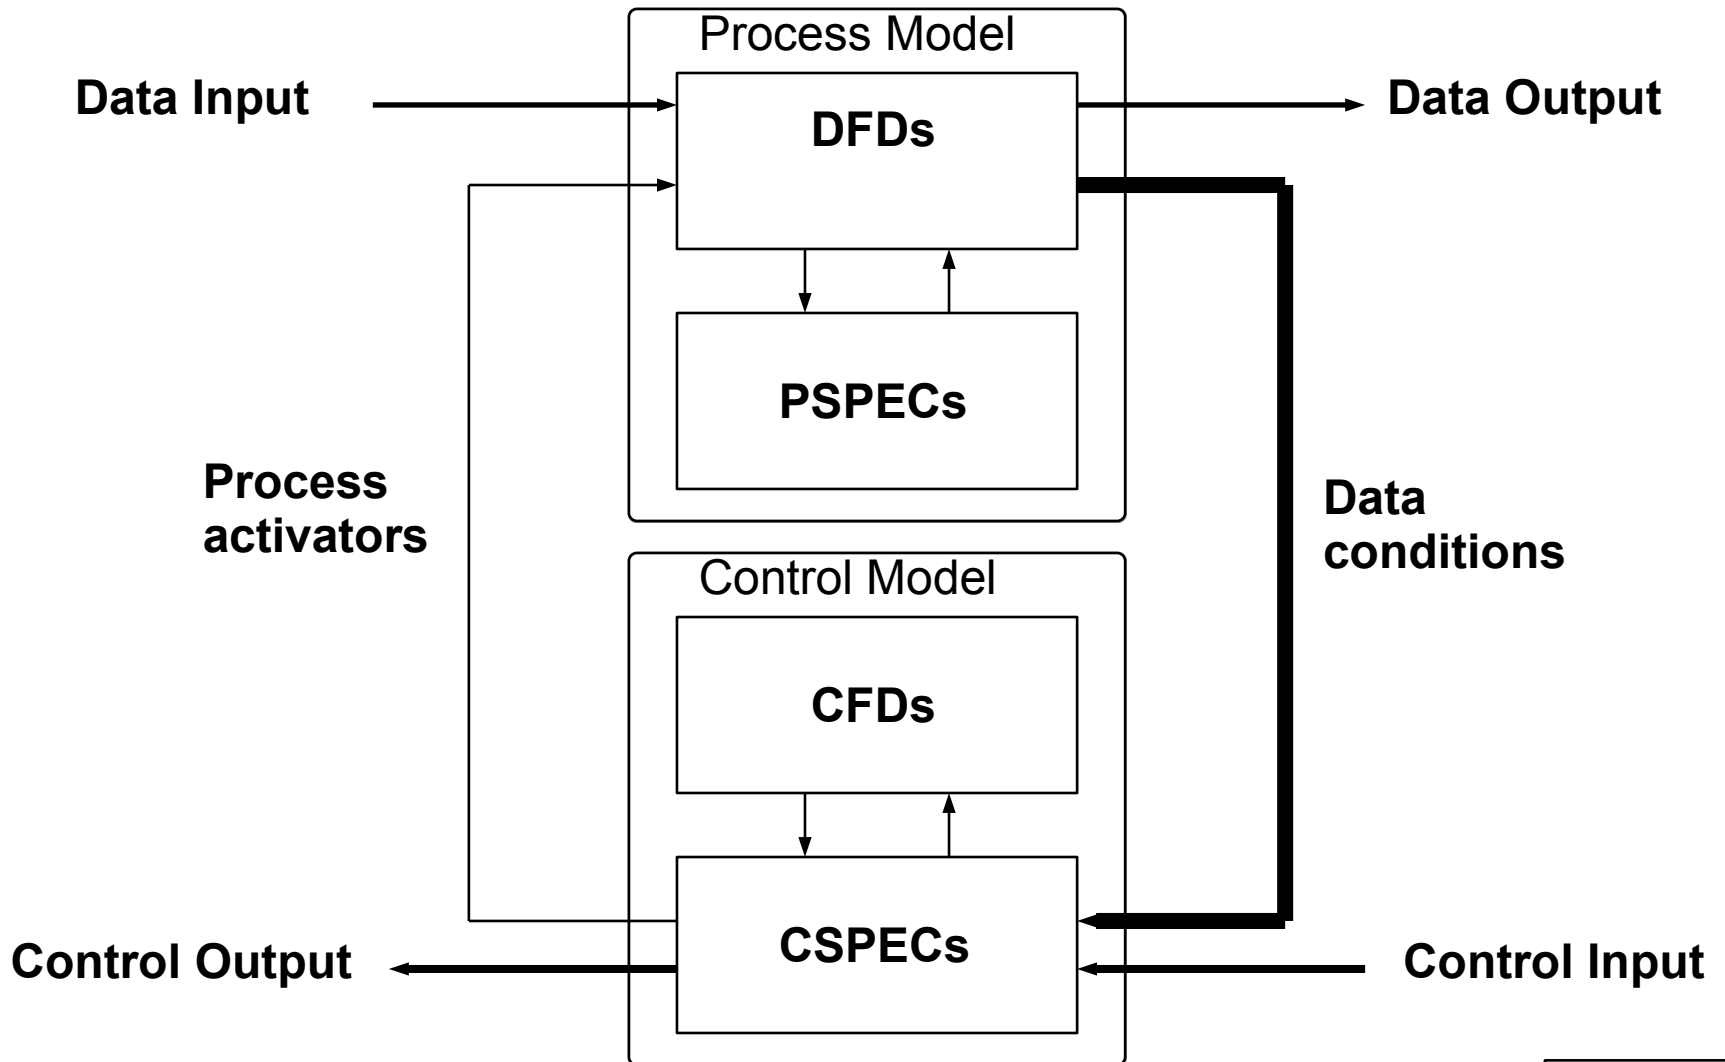 Process Model
Data Input
DFDs
Data Output
PSPECs
Process
activators
Data
conditions
Control Model
CFDs
CSPECs
Control Output
Control Input